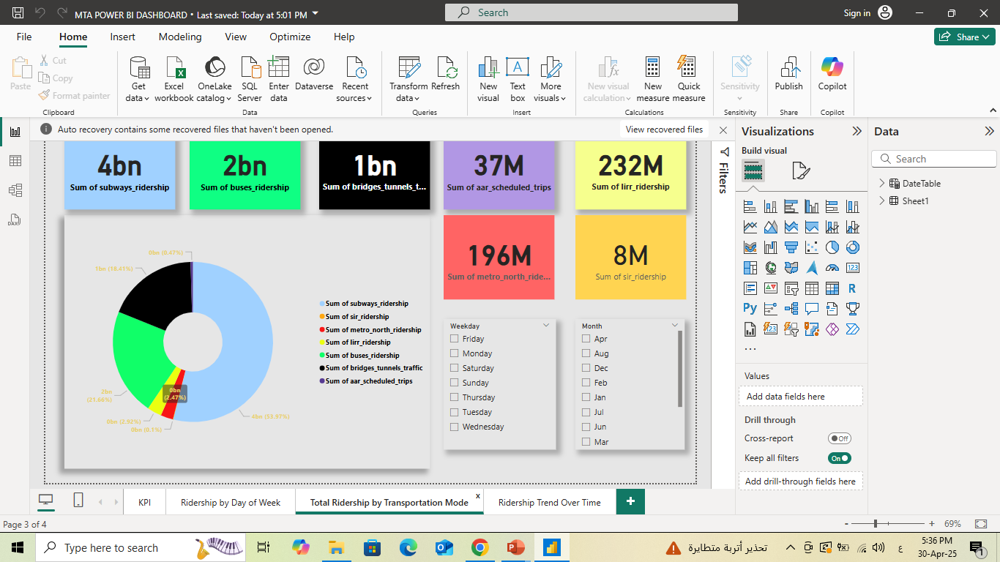 MTA POWER BI DASHBOARD • Last saved: Today at 5:01 PM
Search
Sign in
File
Home
Insert
Modeling
View
Optimize
Help
Share
Paste
Cut
Copy
Format painter
Clipboard
Get data
Excel workbook
OneLake catalog
SQL Server
Enter data
Dataverse
Recent sources
Data
Transform data
Refresh
Queries
New visual
Text box
More visuals
Insert
New visual calculation
New measure
Quick measure
Calculations
Sensitivity
Sensitivity
Publish
Share
Copilot
Copilot
Auto recovery contains some recovered files that haven't been opened.
View recovered files
4bn
Sum of subways_ridership
2bn
Sum of buses_ridership
1bn
Sum of bridges_tunnels_t...
37M
Sum of aar_scheduled_trips
232M
Sum of lirr_ridership
196M
Sum of metro_north_ride...
8M
Sum of sir_ridership
0bn (0.47%)
1bn (18.41%)
2bn
(21.66%)
0bn (2.92%)
0bn (0.1%)
0bn
(2.47%)
4bn (53.97%)
Sum of subways_ridership
Sum of sir_ridership
Sum of metro_north_ridership
Sum of lirr_ridership
Sum of buses_ridership
Sum of bridges_tunnels_traffic
Sum of aar_scheduled_trips
Weekday
Friday
Monday
Saturday
Sunday
Thursday
Tuesday
Wednesday
Month
Apr
Aug
Dec
Feb
Jan
Jul
Jun
Mar
Filters
Visualizations
Build visual
123
R
Py
123
...
Values
Add data fields here
Drill through
Cross-report
Off
Keep all filters
On
Add drill-through fields here
Data
Search
DateTable
Sheet1
DAX
KPI
Ridership by Day of Week
Total Ridership by Transportation Mode
x
Ridership Trend Over Time
+
Page 3 of 4
- + 69%
Type here to search
تحذير أتربة متطايرة
ع
5:36 PM
30-Apr-25
1